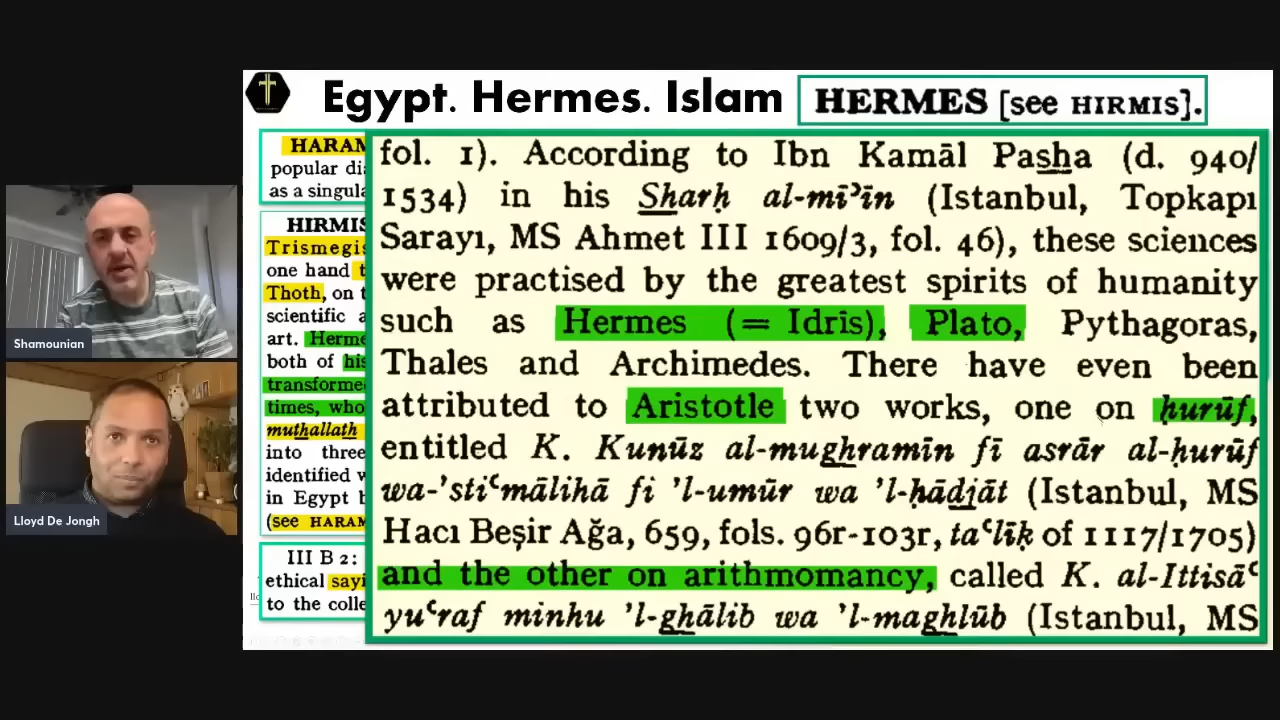 Egypt. Hermes. Islam
HERMES [see HIRMIS].
HARAM
popular di
as a singula
HIRMIS
Trismegis
one hand t
Thoth, on t
scientific a
art. Herme
both of his
transforme
times, who
muthallath
into three
identified w
in Egypt b
(see HARAM
III B 2:
ethical sayi
to the colle
fol. 1). According to Ibn Kamāl Pasha (d. 940/
1534) in his Sharḥ al-mīʾīn (Istanbul, Topkapı
Sarayı, MS Ahmet III 1609/3, fol. 46), these sciences
were practised by the greatest spirits of humanity
such as Hermes (= Idrīs), Plato, Pythagoras,
Thales and Archimedes. There have even been
attributed to Aristotle two works, one on ḥurūf,
entitled K. Kunūz al-mughramīn fī asrār al-ḥurūf
wa-'stiʿmālihā fi 'l-umūr wa 'l-ḥādjāt (Istanbul, MS
Hacı Beşir Ağa, 659, fols. 96r-103r, taʿlīḳ of 1117/1705)
and the other on arithmomancy, called K. al-Ittisāʿ
yuʿraf minhu 'l-ghālib wa 'l-maghlūb (Istanbul, MS
Shamounian
Lloyd De Jongh